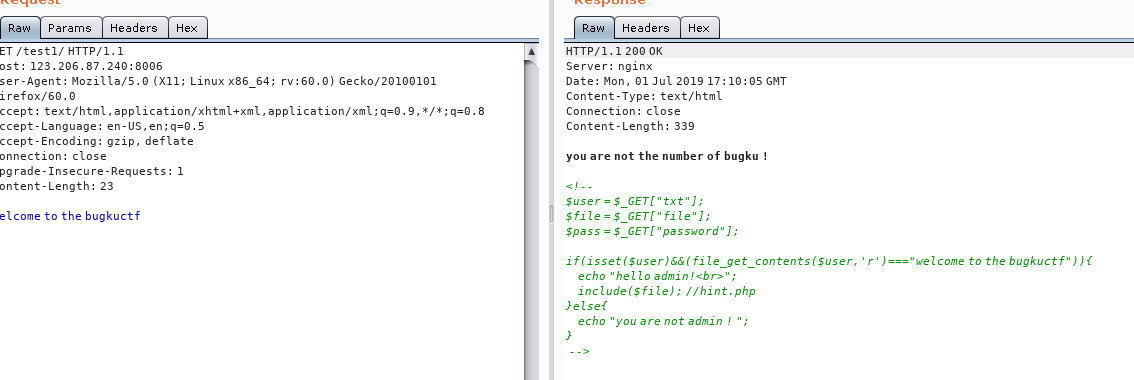 Request
Raw Params Headers Hex
ET /test1/ HTTP/1.1
ost: 123.206.87.240:8006
ser-Agent: Mozilla/5.0 (X11; Linux x86_64; rv:60.0) Gecko/20100101
irefox/60.0
ccept: text/html,application/xhtml+xml,application/xml;q=0.9,*/*;q=0.8
ccept-Language: en-US,en;q=0.5
ccept-Encoding: gzip, deflate
onnection: close
pgrade-Insecure-Requests: 1
ontent-Length: 23
elcome to the bugkuctf
Response
Raw Headers Hex
HTTP/1.1 200 OK
Server: nginx
Date: Mon, 01 Jul 2019 17:10:05 GMT
Content-Type: text/html
Connection: close
Content-Length: 339
you are not the number of bugku !
<!--
$user = $_GET["txt"];
$file = $_GET["file"];
$pass = $_GET["password"];
if(isset($user)&&(file_get_contents($user,'r')==="welcome to the bugkuctf")){
echo "hello admin!<br>";
include($file); //hint.php
}else{
echo "you are not admin ! ";
}
-->